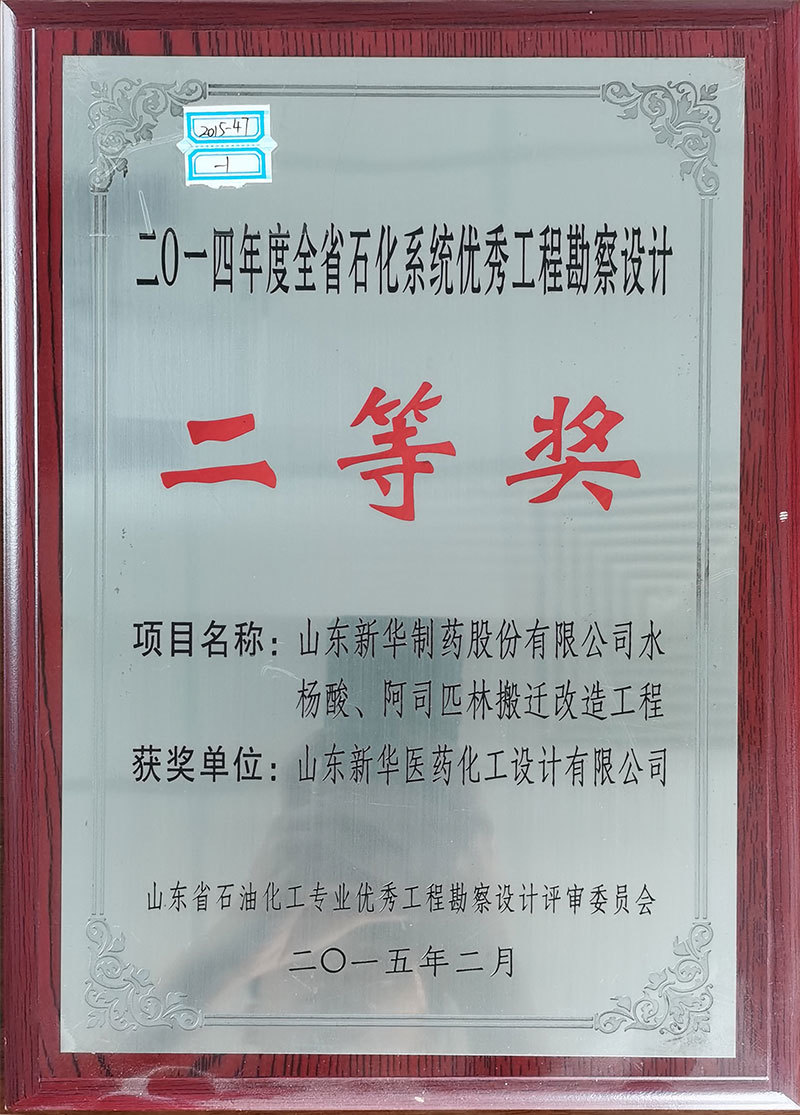 2015-47
-1
二〇一四年度全省石化系统优秀工程勘察设计
二等奖
项目名称：山东新华制药股份有限公司水
杨酸、阿司匹林搬迁改造工程
获奖单位：山东新华医药化工设计有限公司
山东省石油化工专业优秀工程勘察设计评审委员会
二〇一五年二月